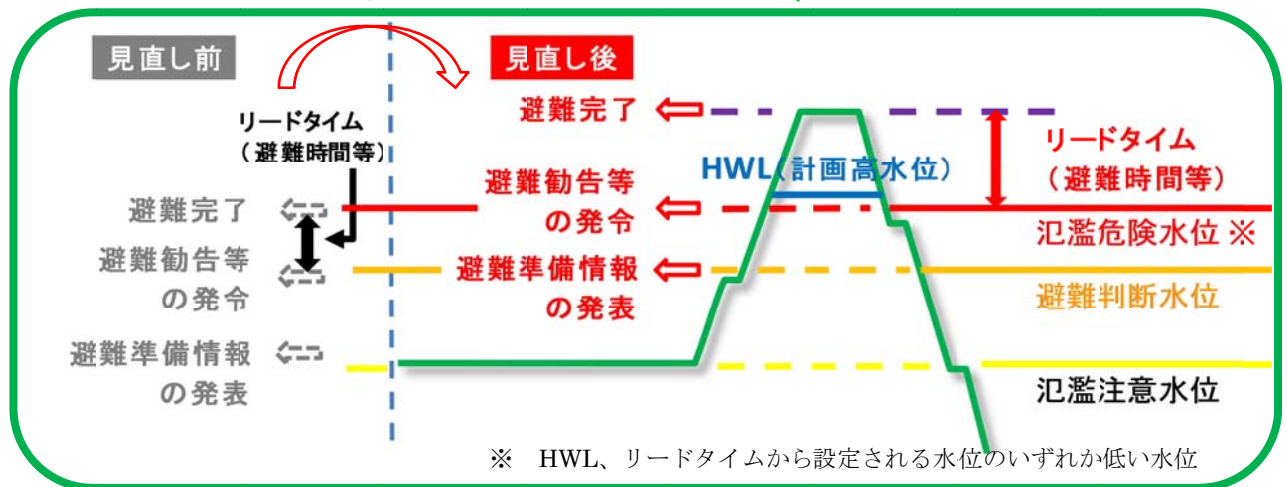 見直し前
リードタイム
(避難時間等)
避難完了
避難勧告等
の発令
避難準備情報
の発表
見直し後
避難完了
避難勧告等
の発令
避難準備情報
の発表
HWL(計画高水位)
リードタイム
(避難時間等)
氾濫危険水位 ※
避難判断水位
氾濫注意水位
※ HWL、リードタイムから設定される水位のいずれか低い水位